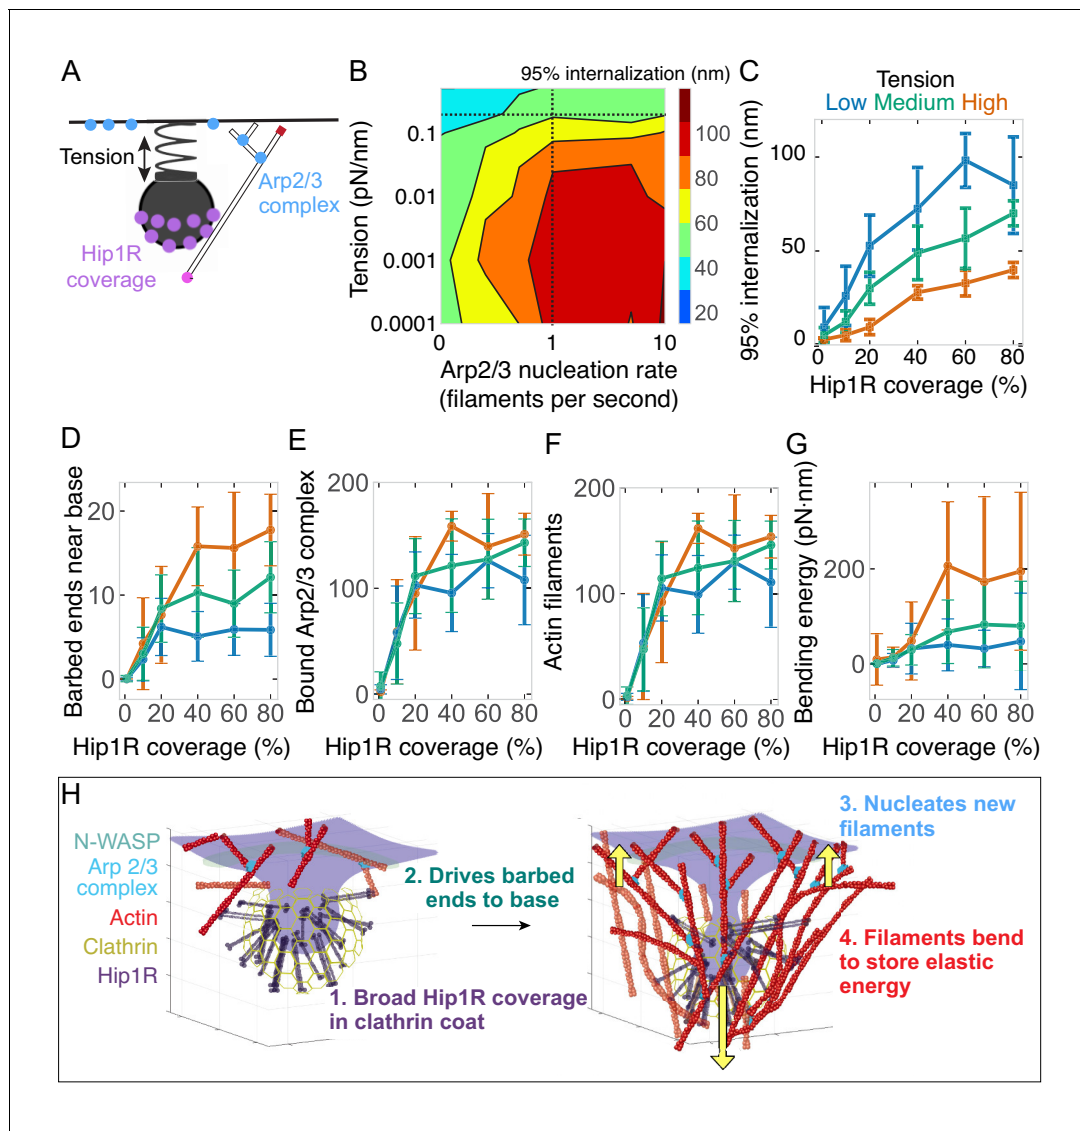 A
Tension
Arp2/3
complex
Hip1R
coverage
B
95% internalization (nm)
Tension (pN/nm)
0.1
0.01
0.001
0.0001
0
1
10
Arp2/3 nucleation rate
(filaments per second)
100
80
60
40
20
C
Tension
Low Medium High
95% internalization (nm)
100
50
0
0 20 40 60 80
Hip1R coverage (%)
D
Barbed ends near base
20
10
0
0 20 40 60 80
Hip1R coverage (%)
E
Bound Arp2/3 complex
200
100
0
0 20 40 60 80
Hip1R coverage (%)
F
Actin filaments
200
100
0
0 20 40 60 80
Hip1R coverage (%)
G
Bending energy (pN·nm)
200
0
0 20 40 60 80
Hip1R coverage (%)
H
N-WASP
Arp 2/3
complex
Actin
Clathrin
Hip1R
1. Broad Hip1R coverage
in clathrin coat
2. Drives barbed
ends to base
3. Nucleates new
filaments
4. Filaments bend
to store elastic
energy